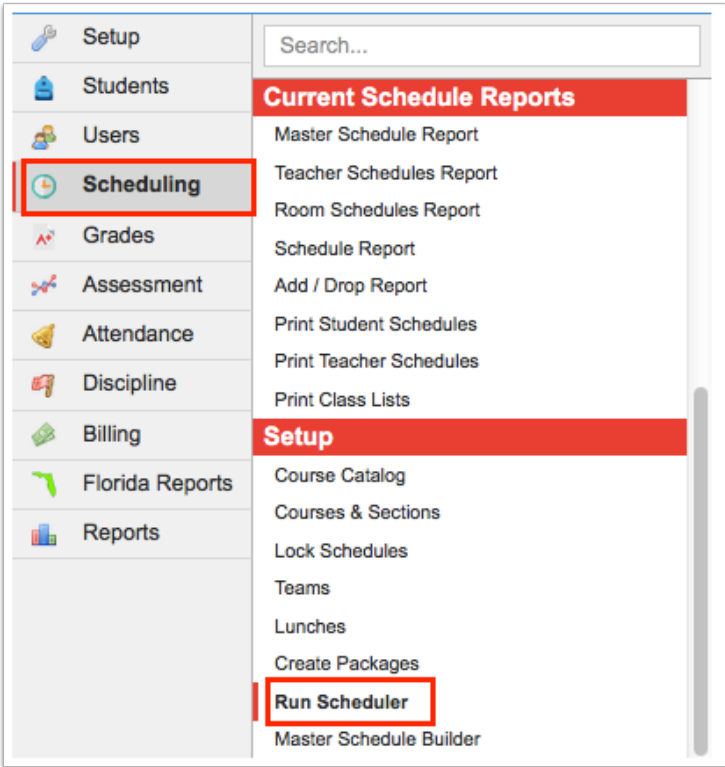 Setup
Students
Users
Scheduling
Grades
Assessment
Attendance
Discipline
Billing
Florida Reports
Reports
Search...
Current Schedule Reports
Master Schedule Report
Teacher Schedules Report
Room Schedules Report
Schedule Report
Add / Drop Report
Print Student Schedules
Print Teacher Schedules
Print Class Lists
Setup
Course Catalog
Courses & Sections
Lock Schedules
Teams
Lunches
Create Packages
Run Scheduler
Master Schedule Builder